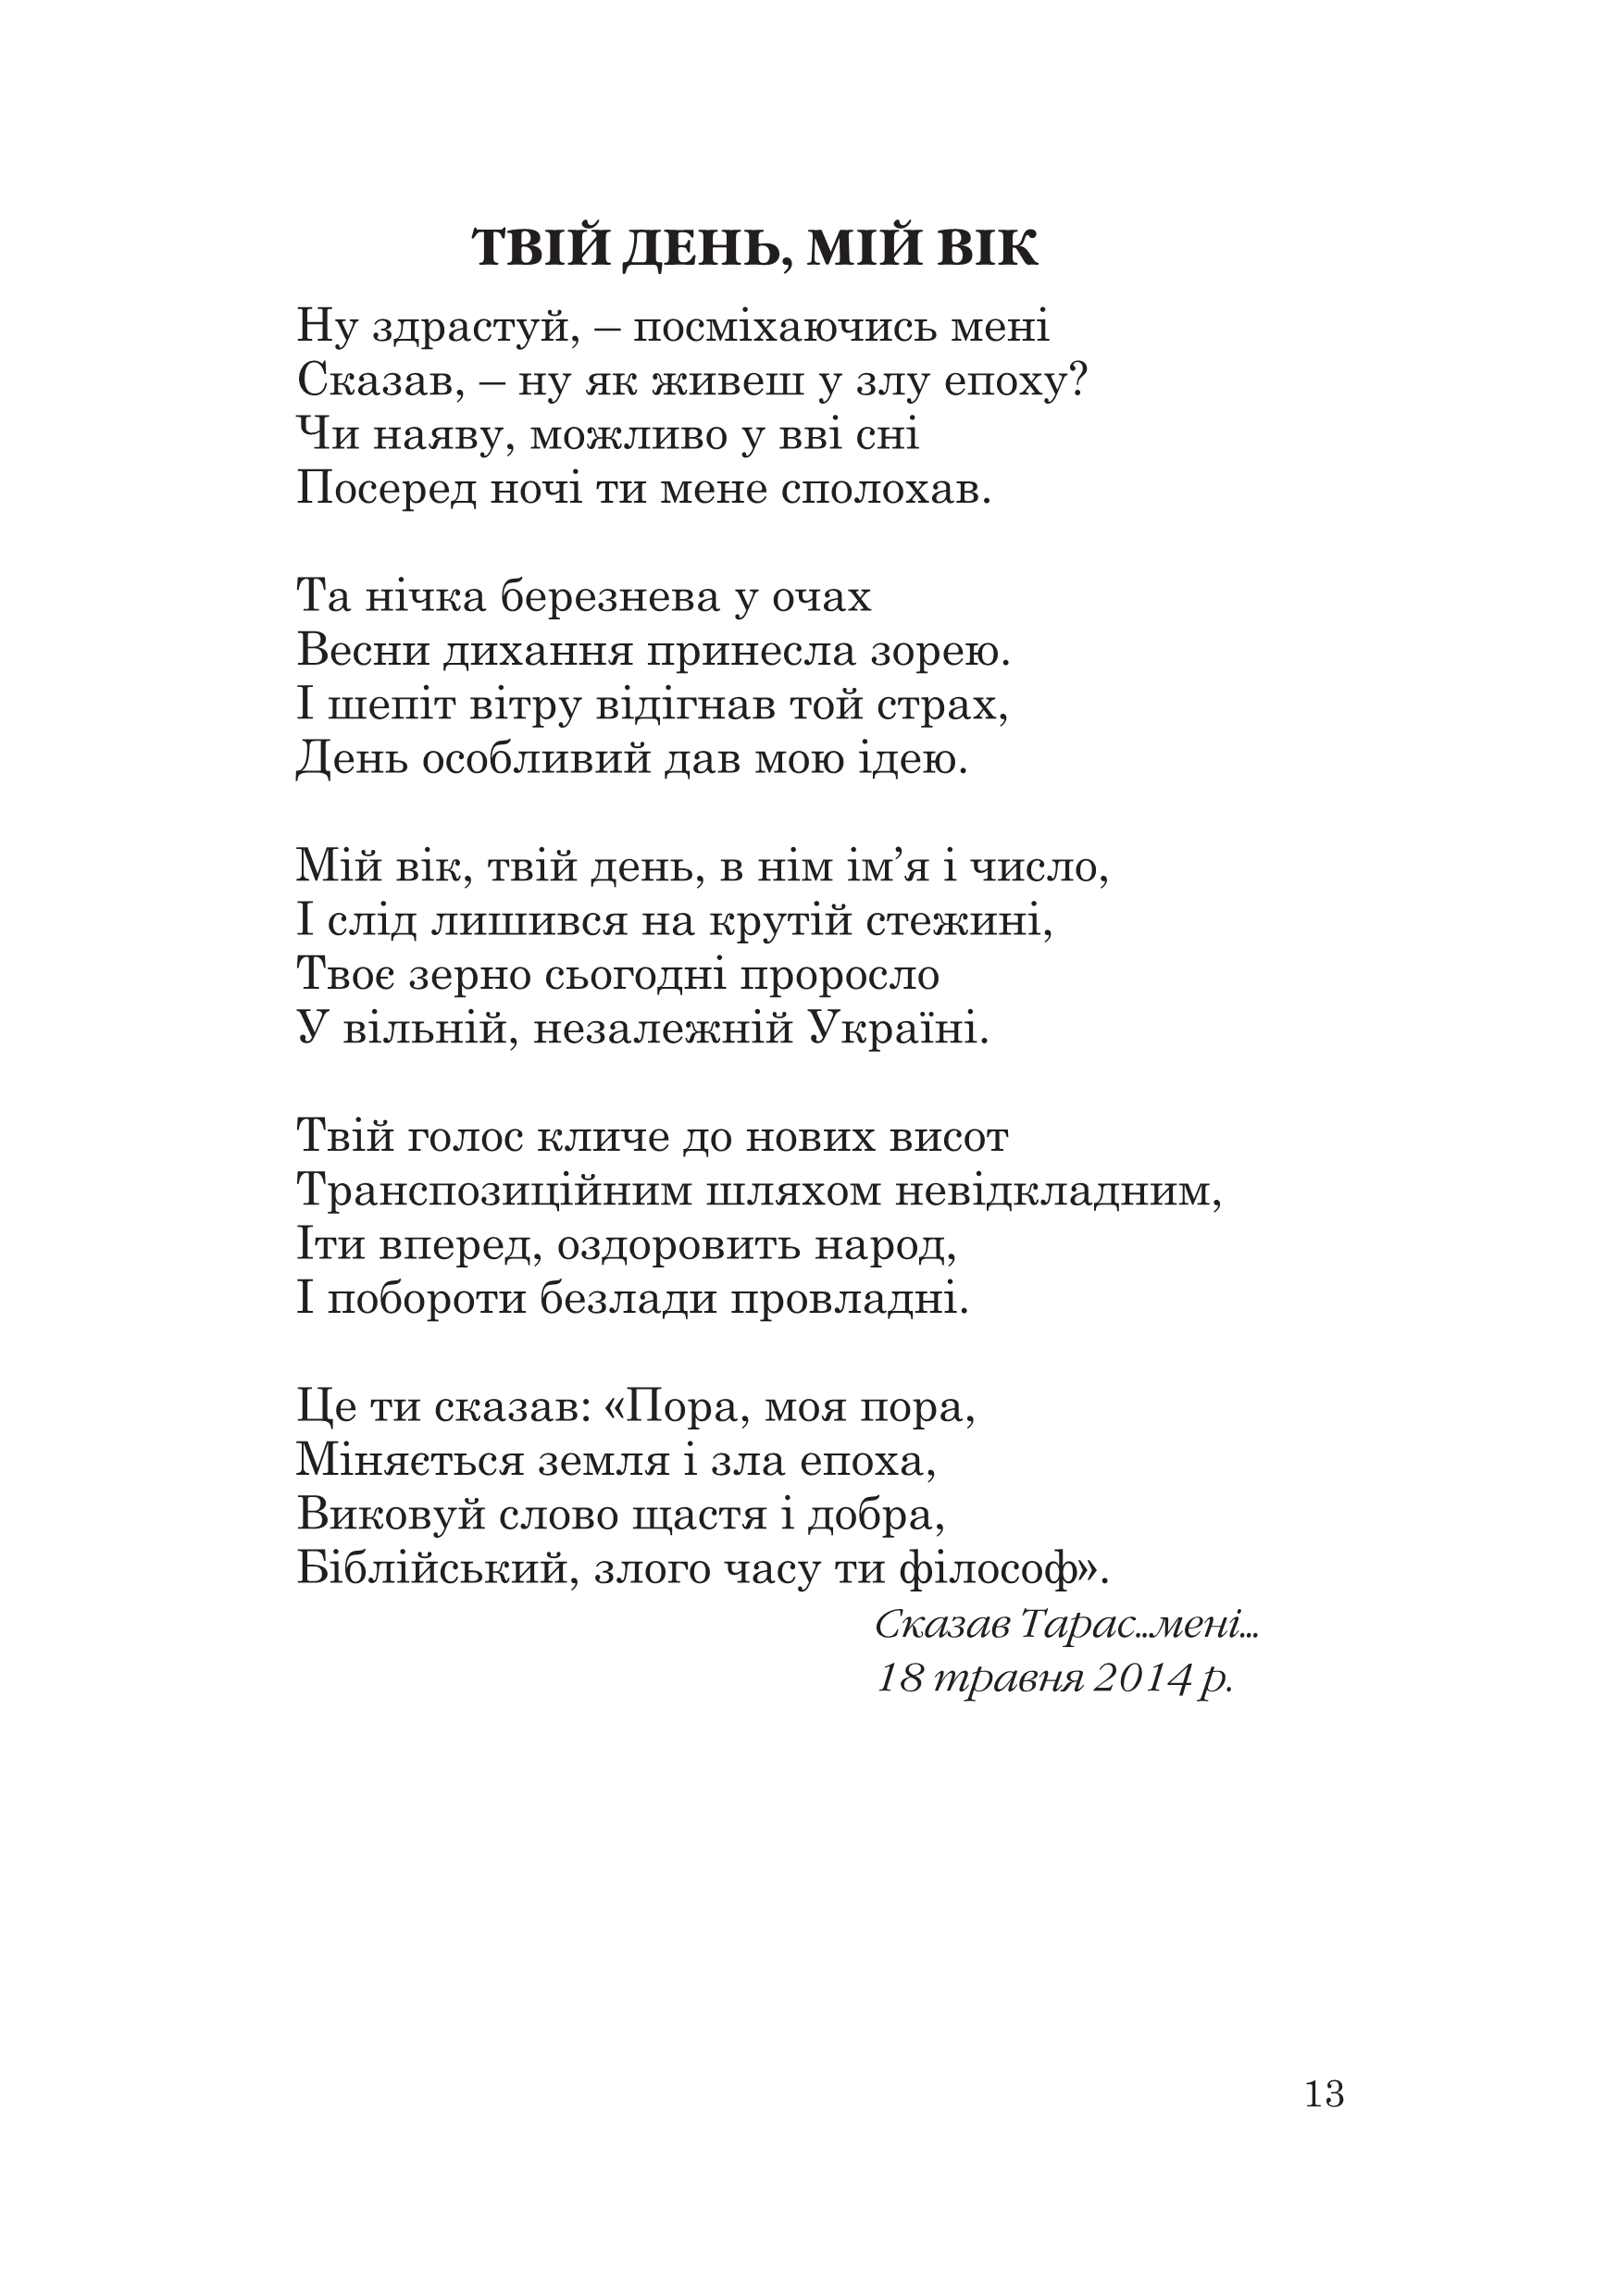 ТВІЙ ДЕНЬ, МІЙ ВІК
Ну здрастуй, – посміхаючись мені
Сказав, – ну як живеш у злу епоху?
Чи наяву, можливо у вві сні
Посеред ночі ти мене сполохав.
Та нічка березнева у очах
Весни дихання принесла зорею.
І шепіт вітру відігнав той страх,
День особливий дав мою ідею.
Мій вік, твій день, в нім ім’я і число,
І слід лишився на крутій стежині,
Твоє зерно сьогодні проросло
У вільній, незалежній Україні.
Твій голос кличе до нових висот
Транспозиційним шляхом невідкладним,
Іти вперед, оздоровить народ,
І побороти безлади провладні.
Це ти сказав: «Пора, моя пора,
Міняється земля і зла епоха,
Виковуй слово щастя і добра,
Біблійський, злого часу ти філософ».
Сказав Тарас...мені...
18 травня 2014 р.
13